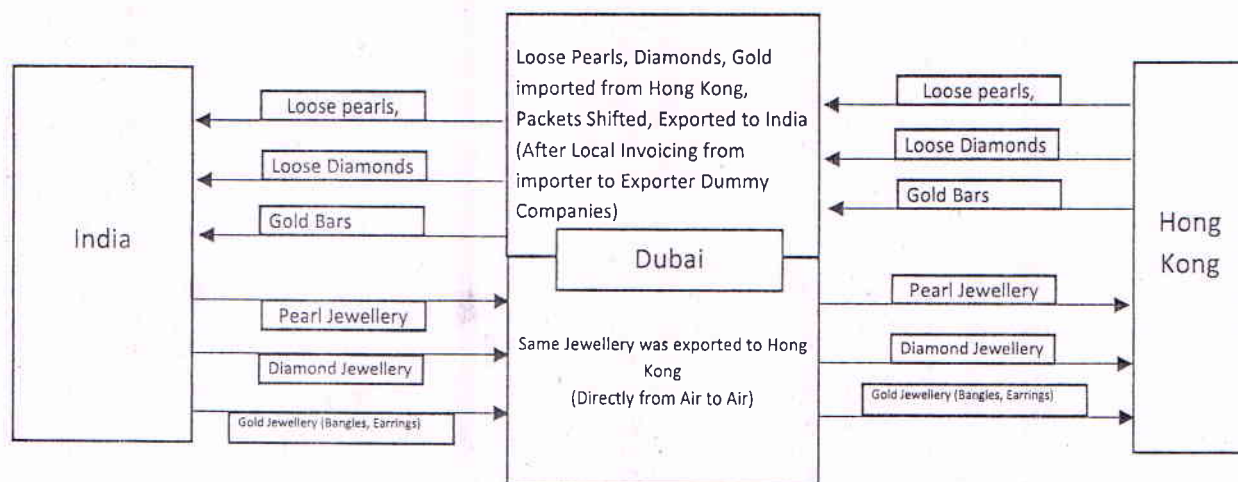 India
Loose pearls,
Loose Diamonds
Gold Bars
Pearl Jewellery
Diamond Jewellery
Gold Jewellery (Bangles, Earrings)
Loose Pearls, Diamonds, Gold
imported from Hong Kong,
Packets Shifted, Exported to India
(After Local Invoicing from
importer to Exporter Dummy
Companies)
Dubai
Same Jewellery was exported to Hong
Kong
(Directly from Air to Air)
Loose pearls,
Loose Diamonds
Gold Bars
Pearl Jewellery
Diamond Jewellery
Gold Jewellery (Bangles, Earrings)
Hong
Kong